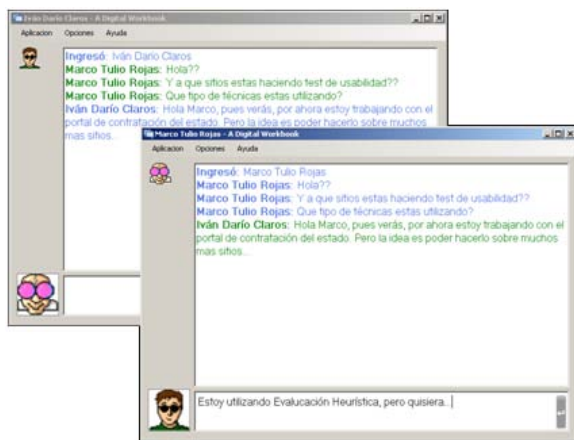 Iván Darío Claros - A Digital Workbook
Aplicacion Opciones Ayuda
Ingresó: Iván Darío Claros
Marco Tulio Rojas: Hola??
Marco Tulio Rojas: Y a que sitios estas haciendo test de usabilidad??
Marco Tulio Rojas: Que tipo de técnicas estas utilizando?
Iván Darío Claros: Hola Marco, pues verás, por ahora estoy trabajando con el
portal de contratación del estado. Pero la idea es poder hacerlo sobre muchos
mas sitios...
Marco Tulio Rojas - A Digital Workbook
Aplicacion Opciones Ayuda
Ingresó: Marco Tulio Rojas
Marco Tulio Rojas: Hola??
Marco Tulio Rojas: Y a que sitios estas haciendo test de usabilidad??
Marco Tulio Rojas: Que tipo de técnicas estas utilizando?
Iván Darío Claros: Hola Marco, pues verás, por ahora estoy trabajando con el
portal de contratación del estado. Pero la idea es poder hacerlo sobre muchos
mas sitios...
Estoy utilizando Evalucación Heurística, pero quisiera...